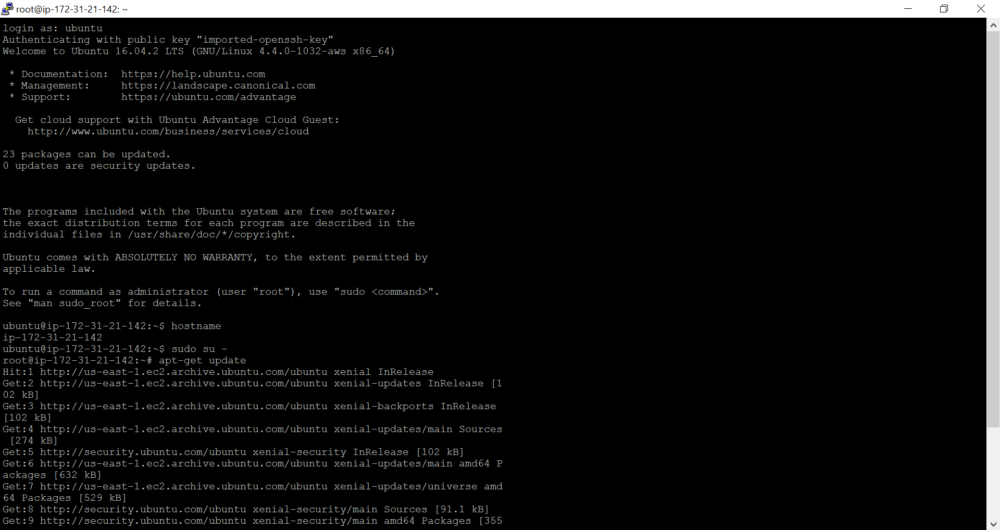 root@ip-172-31-21-142: ~
login as: ubuntu
Authenticating with public key "imported-openssh-key"
Welcome to Ubuntu 16.04.2 LTS (GNU/Linux 4.4.0-1032-aws x86_64)
* Documentation:  https://help.ubuntu.com
* Management:     https://landscape.canonical.com
* Support:        https://ubuntu.com/advantage
Get cloud support with Ubuntu Advantage Cloud Guest:
http://www.ubuntu.com/business/services/cloud
23 packages can be updated.
0 updates are security updates.
The programs included with the Ubuntu system are free software;
the exact distribution terms for each program are described in the
individual files in /usr/share/doc/*/copyright.
Ubuntu comes with ABSOLUTELY NO WARRANTY, to the extent permitted by
applicable law.
To run a command as administrator (user "root"), use "sudo <command>".
See "man sudo_root" for details.
ubuntu@ip-172-31-21-142:~$ hostname
ip-172-31-21-142
ubuntu@ip-172-31-21-142:~$ sudo su -
root@ip-172-31-21-142:~# apt-get update
Hit:1 http://us-east-1.ec2.archive.ubuntu.com/ubuntu xenial InRelease
Get:2 http://us-east-1.ec2.archive.ubuntu.com/ubuntu xenial-updates InRelease [1
02 kB]
Get:3 http://us-east-1.ec2.archive.ubuntu.com/ubuntu xenial-backports InRelease
[102 kB]
Get:4 http://us-east-1.ec2.archive.ubuntu.com/ubuntu xenial-updates/main Sources
[274 kB]
Get:5 http://security.ubuntu.com/ubuntu xenial-security InRelease [102 kB]
Get:6 http://us-east-1.ec2.archive.ubuntu.com/ubuntu xenial-updates/main amd64 P
ackages [632 kB]
Get:7 http://us-east-1.ec2.archive.ubuntu.com/ubuntu xenial-updates/universe amd
64 Packages [529 kB]
Get:8 http://security.ubuntu.com/ubuntu xenial-security/main Sources [91.1 kB]
Get:9 http://security.ubuntu.com/ubuntu xenial-security/main amd64 Packages [355